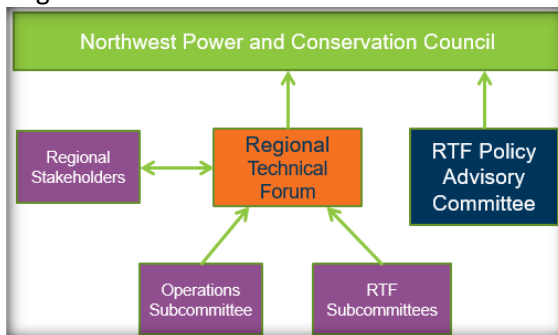 Northwest Power and Conservation Council
Regional
Stakeholders
Regional
Technical
Forum
RTF Policy
Advisory
Committee
Operations
Subcommittee
RTF
Subcommittees